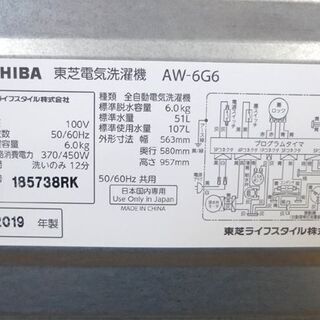 HIBA 東芝電気洗濯機 AW-6G6
ライフスタイル株式会社
種類 全自動電気洗濯機
標準脱水容量 6.0kg
標準水量 51L
標準使用水量 107L
外形寸法 幅 563mm
奥行 580mm
高さ 957mm
100V
50/60Hz
6.0kg
消費電力 370/450W
洗いのみ 12分
50/60Hz 共用
185738RK
日本国内専用
Use Only in Japan
2019 年製
プログラムタイマ
東芝ライフスタイル株式